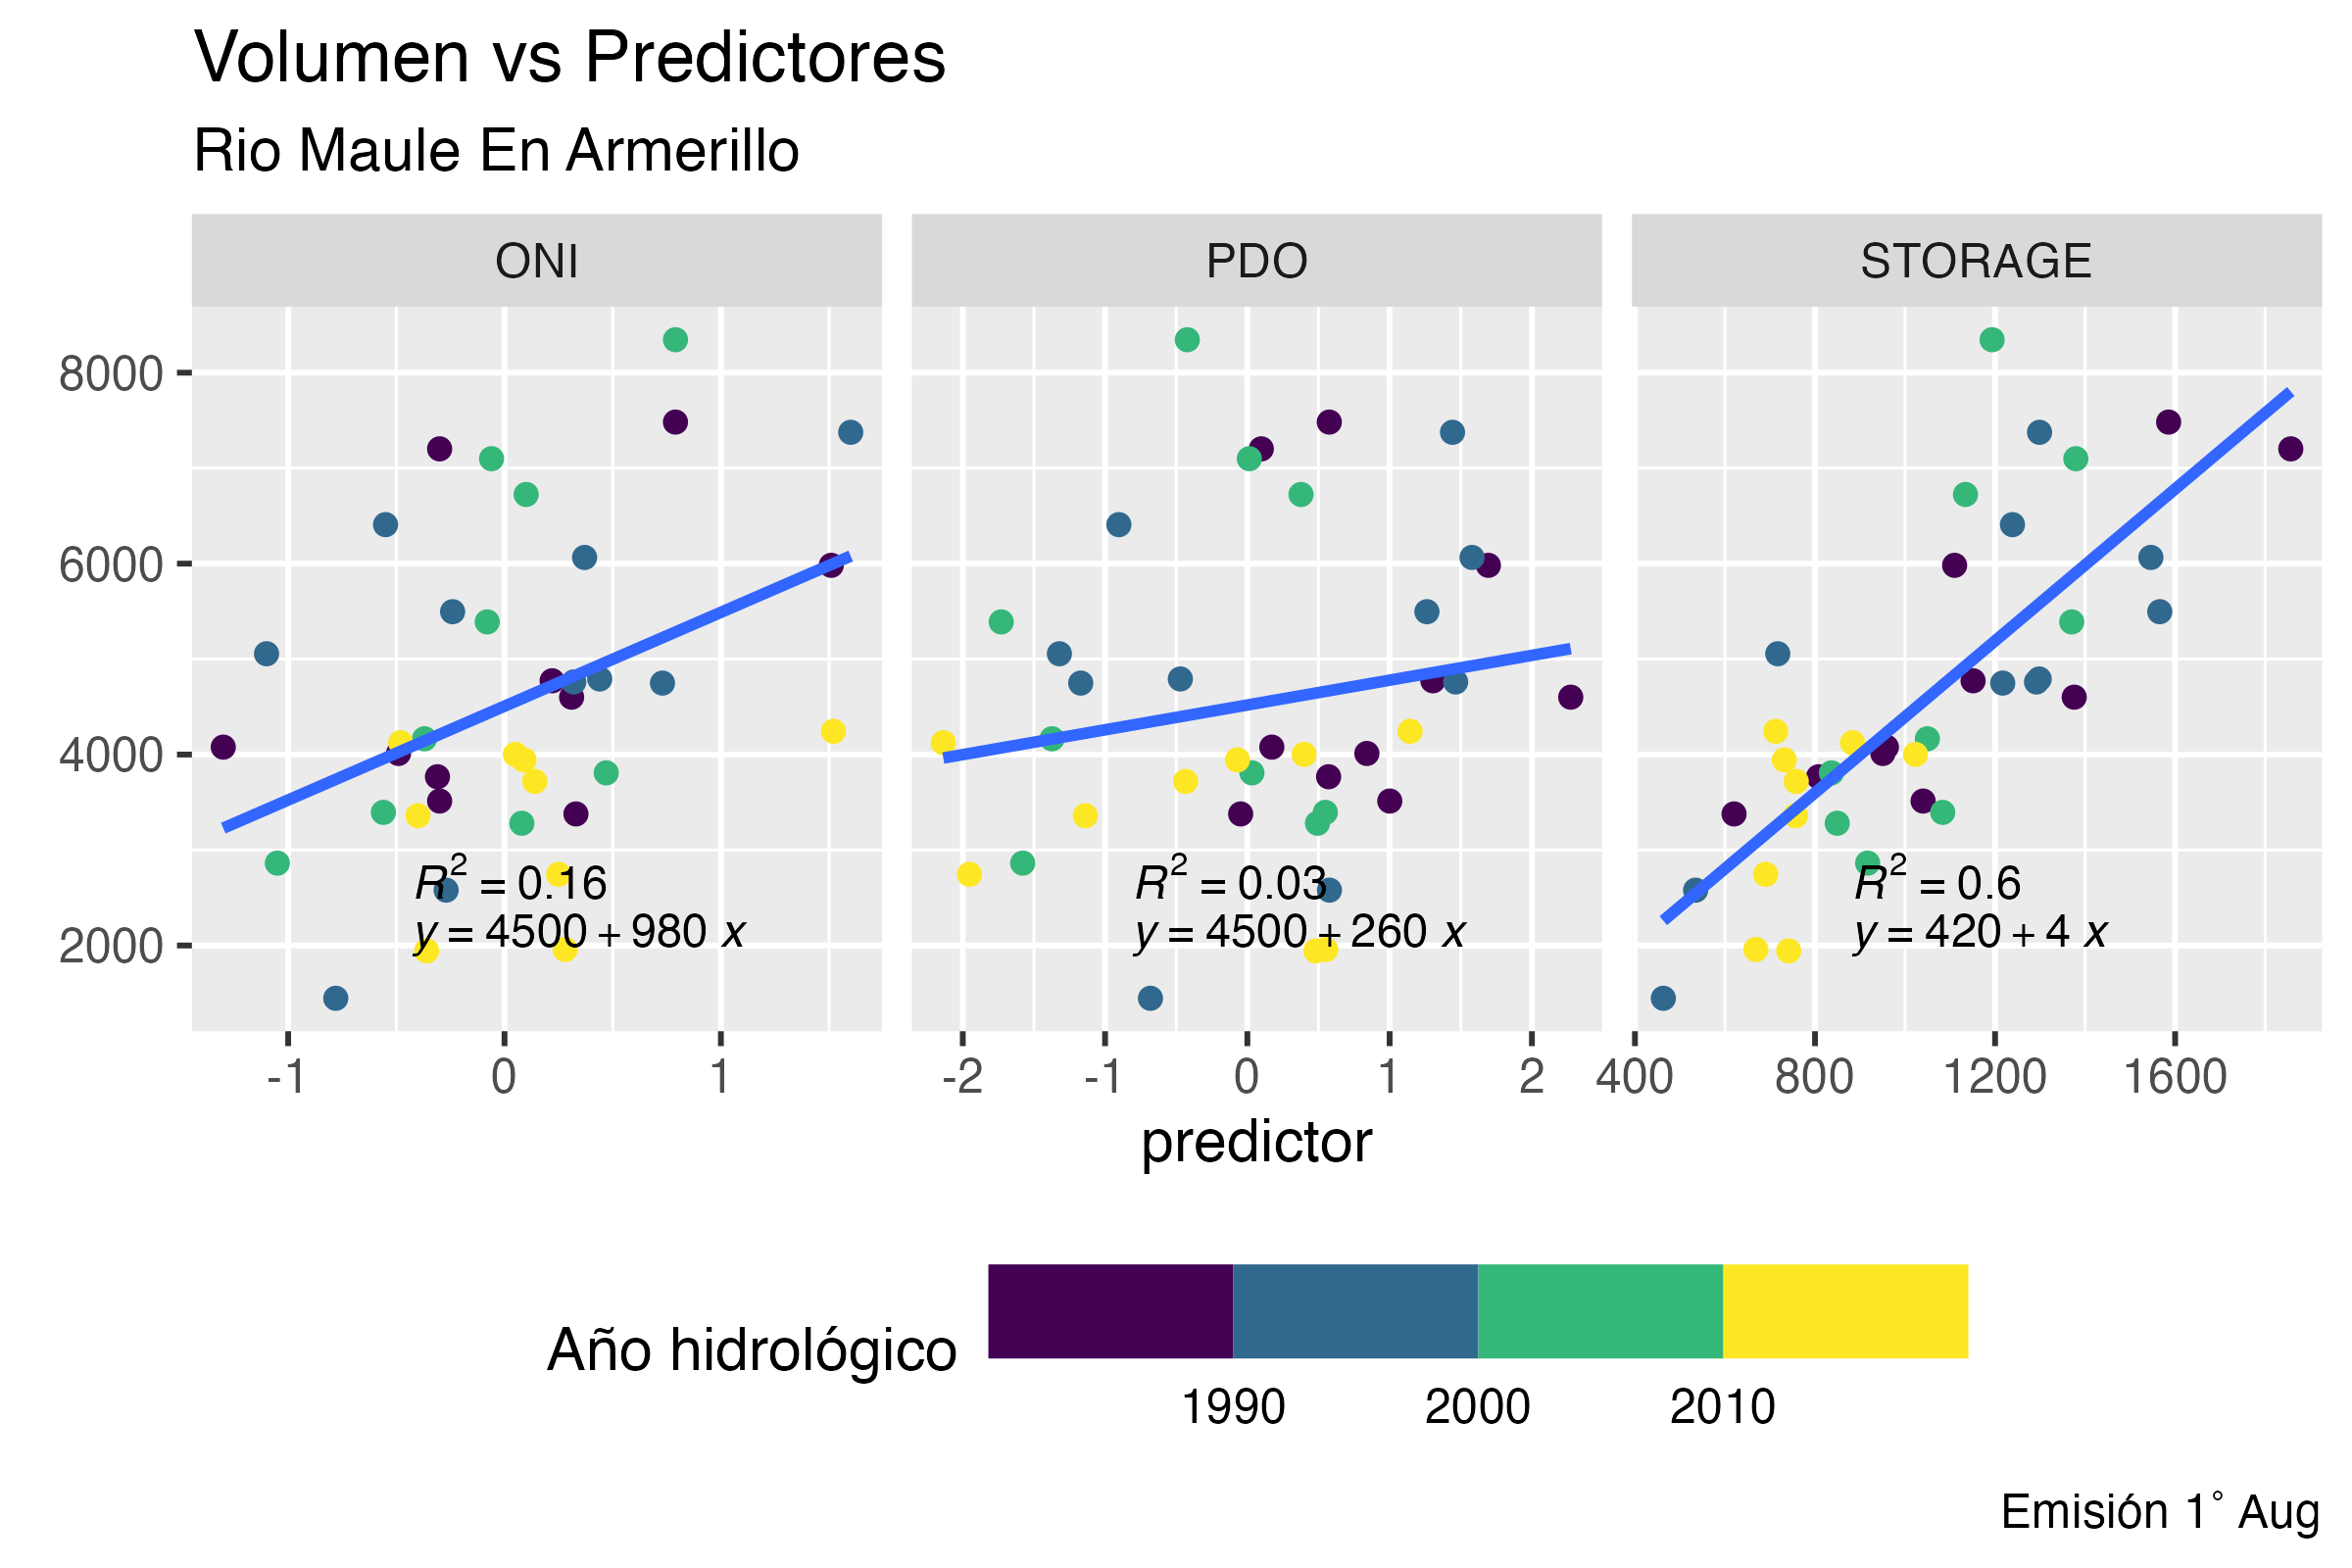 Volumen vs Predictores
Rio Maule En Armerillo
ONI PDO STORAGE
8000
6000
4000
2000
R² = 0.16 R² = 0.03 R² = 0.6
y = 4500 + 980 x y = 4500 + 260 x y = 420 + 4 x
-1 0 1 -2 -1 0 1 2 400 800 1200 1600
predictor
Año hidrológico
1990 2000 2010
Emisión 1° Aug